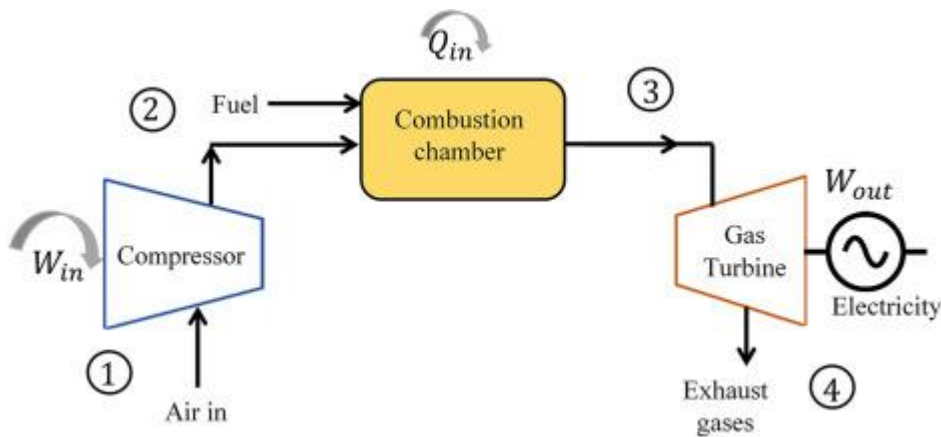 Q_in
②
Fuel
③
Combustion
chamber
W_out
W_in
Compressor
Gas
Turbine
Electricity
①
Air in
Exhaust
gases
④